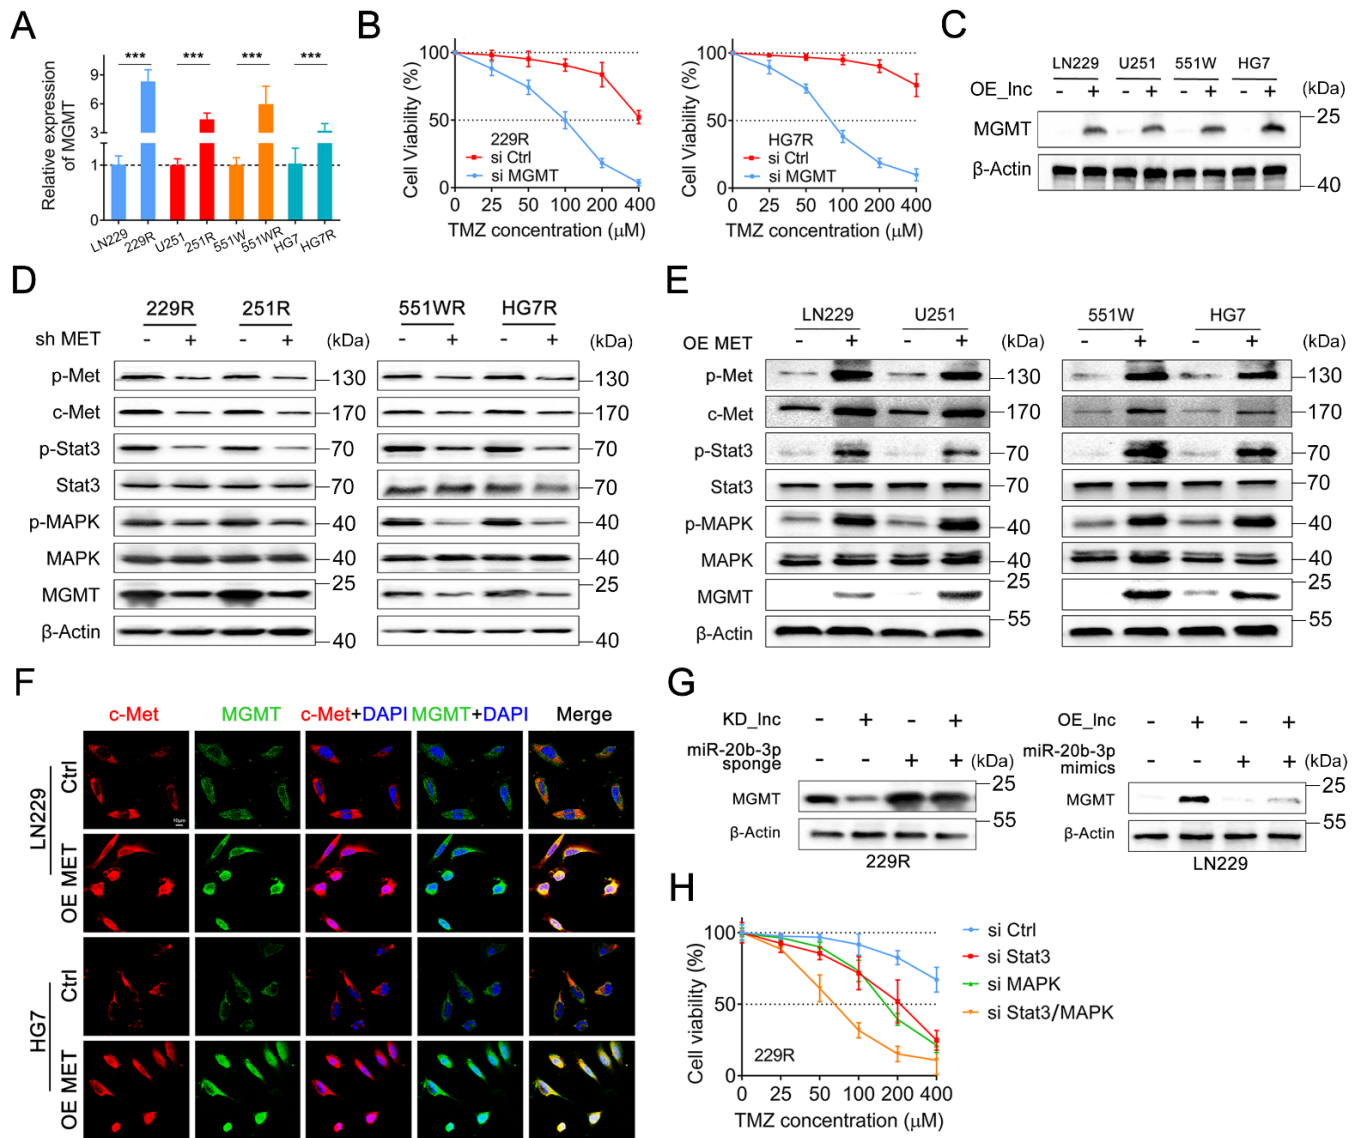 A
*** *** *** ***
Relative expression
of MGMT
9
6
3
1
0
LN229 229R U251 251R 551W 551WR HG7 HG7R
B
Cell Viability (%)
100
50
0
229R
si Ctrl
si MGMT
0 25 50 100 200 400
TMZ concentration (μM)
Cell Viability (%)
100
50
0
HG7R
si Ctrl
si MGMT
0 25 50 100 200 400
TMZ concentration (μM)
C
LN229 U251 551W HG7
OE_lnc - + - + - + - + (kDa)
MGMT 25
β-Actin 40
D
229R 251R 551WR HG7R
sh MET - + - + (kDa) - + - + (kDa)
p-Met 130 130
c-Met 170 170
p-Stat3 70 70
Stat3 70 70
p-MAPK 40 40
MAPK 40 40
MGMT 25 25
β-Actin 40 40
E
LN229 U251 551W HG7
OE MET - + - + (kDa) - + - + (kDa)
p-Met 130 130
c-Met 170 170
p-Stat3 70 70
Stat3 70 70
p-MAPK 40 40
MAPK 40 40
MGMT 25 25
β-Actin 55 55
F
c-Met MGMT c-Met+DAPI MGMT+DAPI Merge
LN229
Ctrl
10μm
OE MET
HG7
Ctrl
OE MET
G
KD_lnc - + - +
miR-20b-3p
sponge - - + + (kDa)
MGMT 25
β-Actin 55
229R
OE_lnc - + - +
miR-20b-3p
mimics - - + + (kDa)
MGMT 25
β-Actin 55
LN229
H
Cell viability (%)
100
50
0
229R
0 25 50 100 200 400
TMZ concentration (μM)
si Ctrl
si Stat3
si MAPK
si Stat3/MAPK